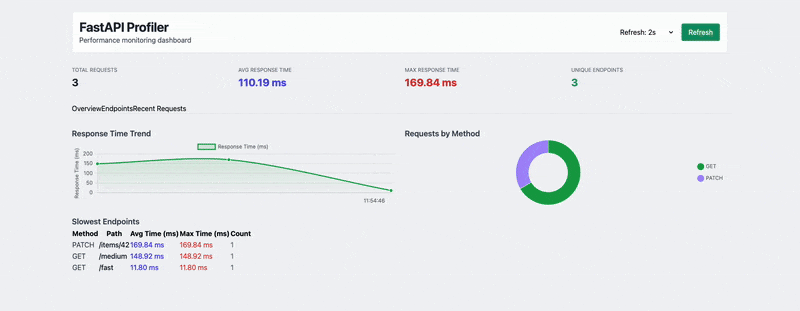 FastAPI Profiler
Performance monitoring dashboard
Refresh: 2s
Refresh
TOTAL REQUESTS
3
AVG RESPONSE TIME
110.19 ms
MAX RESPONSE TIME
169.84 ms
UNIQUE ENDPOINTS
3
OverviewEndpointsRecent Requests
Response Time Trend
Response Time (ms)
Response Time (ms)
200
150
100
50
0
11:54:46
Requests by Method
GET
PATCH
Slowest Endpoints
Method Path Avg Time (ms) Max Time (ms) Count
PATCH /items/42 169.84 ms 169.84 ms 1
GET /medium 148.92 ms 148.92 ms 1
GET /fast 11.80 ms 11.80 ms 1